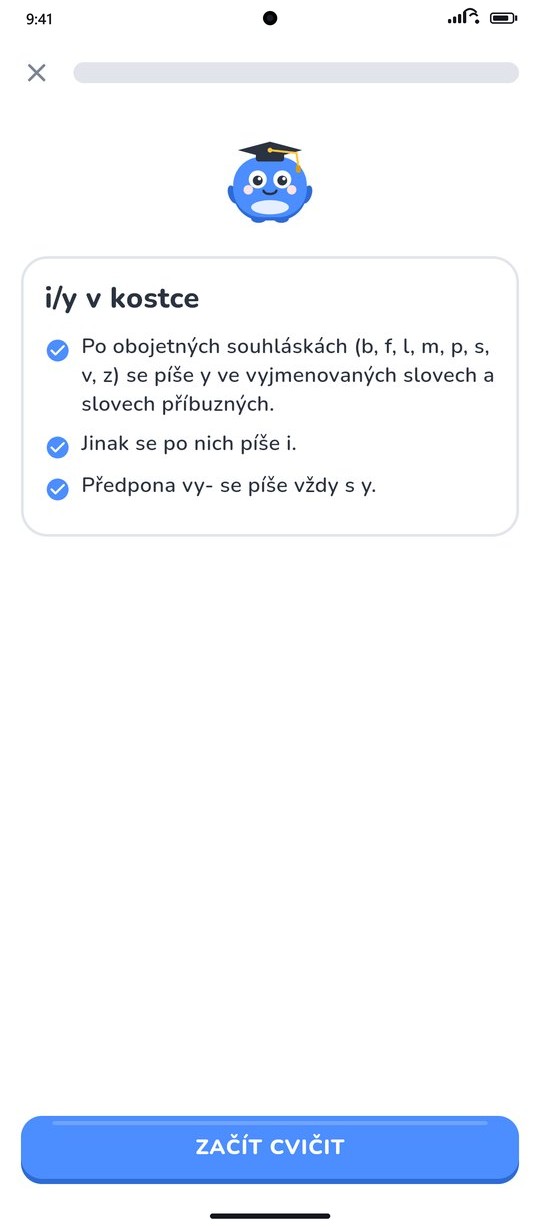 9:41
i/y v kostce
Po obojetných souhláskách (b, f, l, m, p, s,
v, z) se píše y ve vyjmenovaných slovech a
slovech příbuzných.
Jinak se po nich píše i.
Předpona vy- se píše vždy s y.
ZAČÍT CVIČIT